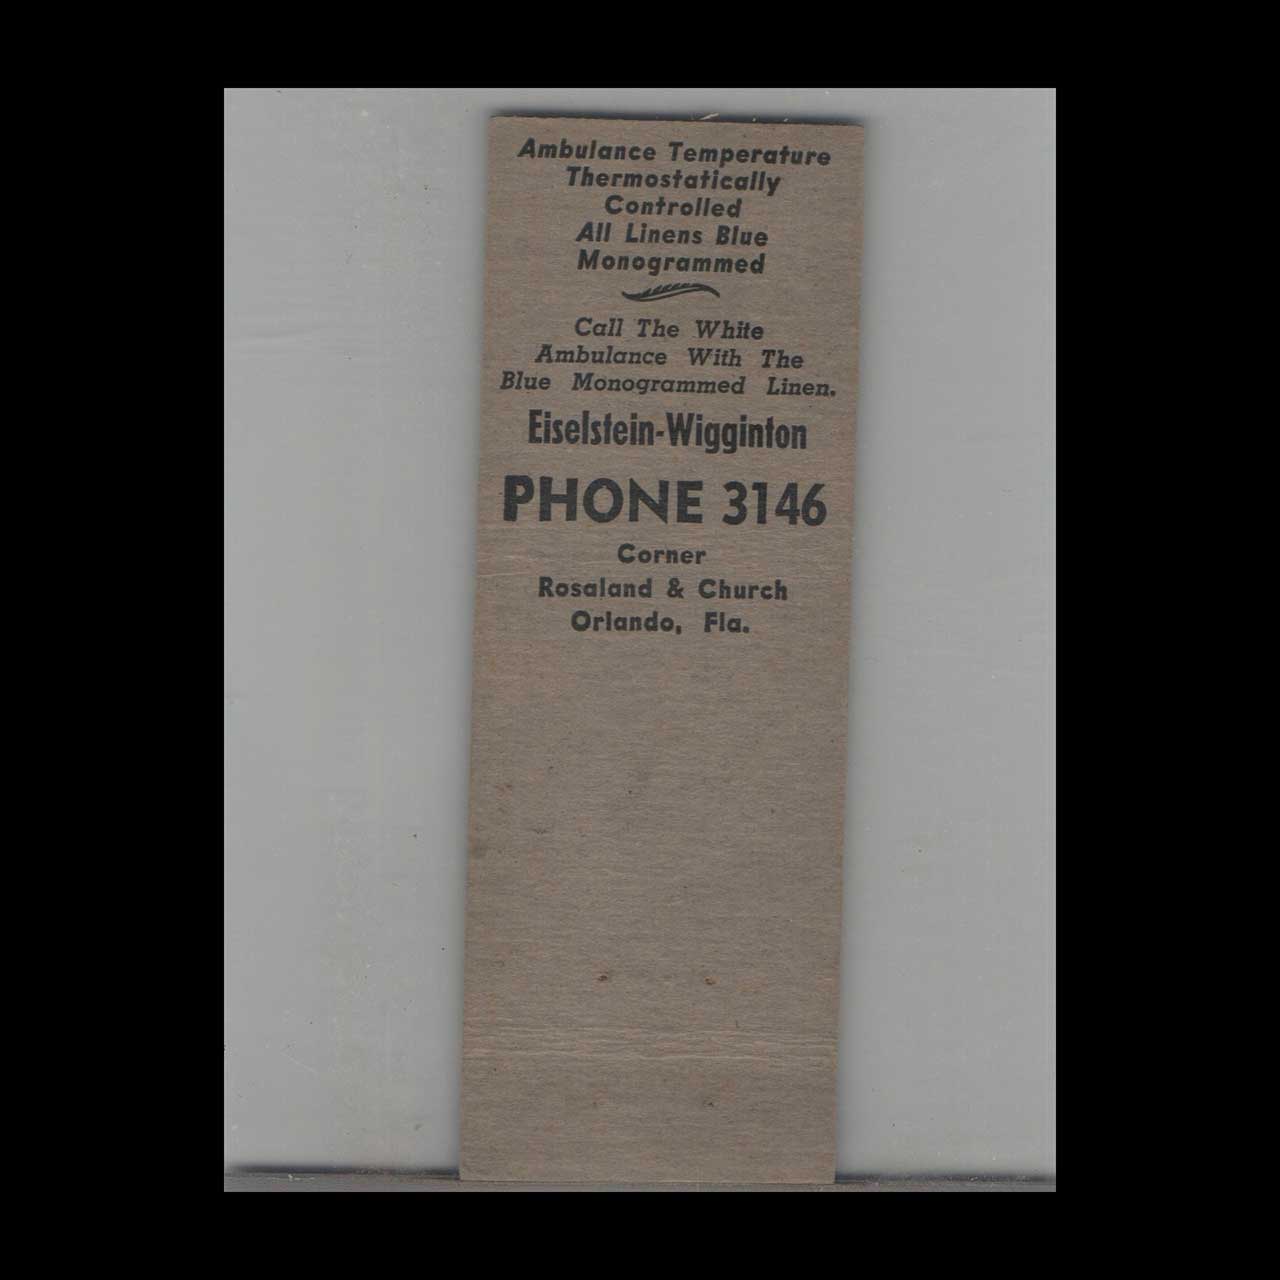 Ambulance Temperature
Thermostatically
Controlled
All Linens Blue
Monogrammed
Call The White
Ambulance With The
Blue Monogrammed Linen.
Eiselstein-Wigginton
PHONE 3146
Corner
Rosaland & Church
Orlando, Fla.